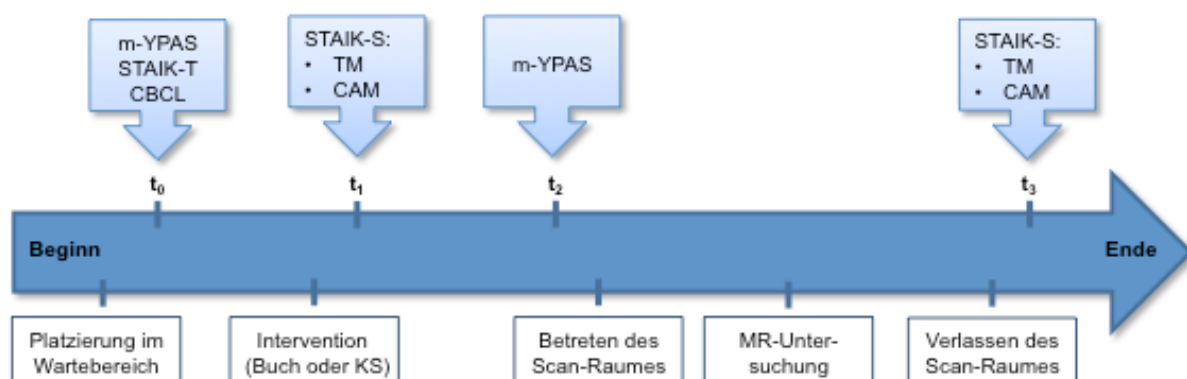 m-YPAS
STAIK-T
CBCL
STAIK-S:
• TM
• CAM
m-YPAS
STAIK-S:
• TM
• CAM
t₀
t₁
t₂
t₃
Beginn
Ende
Platzierung im
Wartebereich
Intervention
(Buch oder KS)
Betreten des
Scan-Raumes
MR-Unter-
suchung
Verlassen des
Scan-Raumes